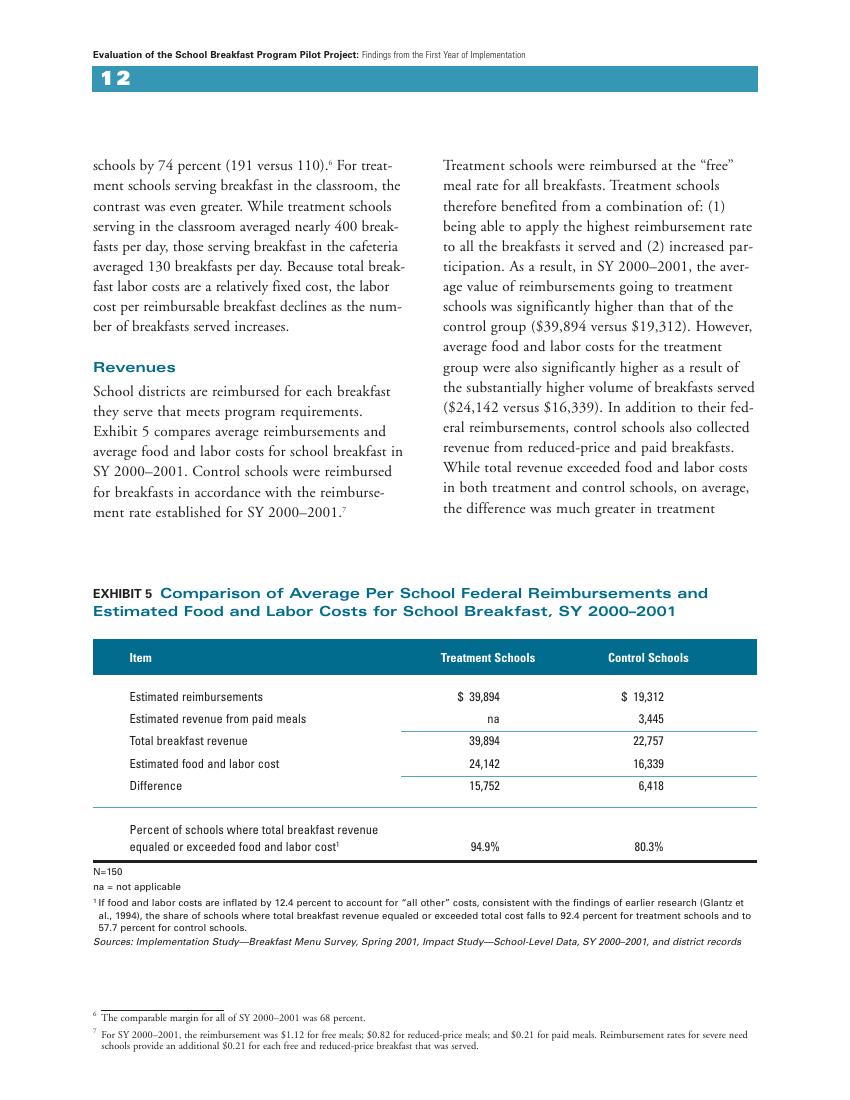 Evaluation of the School Breakfast Program Pilot Project: Findings from the First Year of Implementation
12
schools by 74 percent (191 versus 110).6 For treat-
ment schools serving breakfast in the classroom, the
contrast was even greater. While treatment schools
serving in the classroom averaged nearly 400 break-
fasts per day, those serving breakfast in the cafeteria
averaged 130 breakfasts per day. Because total break-
fast labor costs are a relatively fixed cost, the labor
cost per reimbursable breakfast declines as the num-
ber of breakfasts served increases.
Revenues
School districts are reimbursed for each breakfast
they serve that meets program requirements.
Exhibit 5 compares average reimbursements and
average food and labor costs for school breakfast in
SY 2000–2001. Control schools were reimbursed
for breakfasts in accordance with the reimburse-
ment rate established for SY 2000–2001.7
Treatment schools were reimbursed at the “free”
meal rate for all breakfasts. Treatment schools
therefore benefited from a combination of: (1)
being able to apply the highest reimbursement rate
to all the breakfasts it served and (2) increased par-
ticipation. As a result, in SY 2000–2001, the aver-
age value of reimbursements going to treatment
schools was significantly higher than that of the
control group ($39,894 versus $19,312). However,
average food and labor costs for the treatment
group were also significantly higher as a result of
the substantially higher volume of breakfasts served
($24,142 versus $16,339). In addition to their fed-
eral reimbursements, control schools also collected
revenue from reduced-price and paid breakfasts.
While total revenue exceeded food and labor costs
in both treatment and control schools, on average,
the difference was much greater in treatment
EXHIBIT 5 Comparison of Average Per School Federal Reimbursements and
Estimated Food and Labor Costs for School Breakfast, SY 2000–2001
Item Treatment Schools Control Schools
Estimated reimbursements $ 39,894 $ 19,312
Estimated revenue from paid meals na 3,445
Total breakfast revenue 39,894 22,757
Estimated food and labor cost 24,142 16,339
Difference 15,752 6,418
Percent of schools where total breakfast revenue
equaled or exceeded food and labor cost1 94.9% 80.3%
N=150
na = not applicable
1 If food and labor costs are inflated by 12.4 percent to account for “all other” costs, consistent with the findings of earlier research (Glantz et
al., 1994), the share of schools where total breakfast revenue equaled or exceeded total cost falls to 92.4 percent for treatment schools and to
57.7 percent for control schools.
Sources: Implementation Study—Breakfast Menu Survey, Spring 2001, Impact Study—School-Level Data, SY 2000–2001, and district records
6 The comparable margin for all of SY 2000–2001 was 68 percent.
7 For SY 2000–2001, the reimbursement was $1.12 for free meals; $0.82 for reduced-price meals; and $0.21 for paid meals. Reimbursement rates for severe need
schools provide an additional $0.21 for each free and reduced-price breakfast that was served.